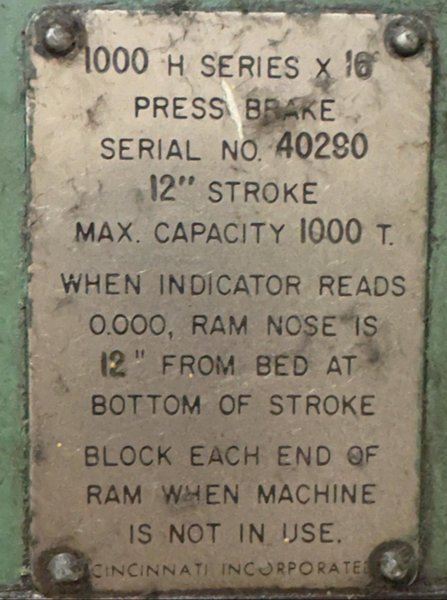 1000 H SERIES X 16'
PRESS BRAKE
SERIAL NO. 40290
12" STROKE
MAX. CAPACITY 1000 T.
WHEN INDICATOR READS
0.000, RAM NOSE IS
12" FROM BED AT
BOTTOM OF STROKE
BLOCK EACH END OF
RAM WHEN MACHINE
IS NOT IN USE.
CINCINNATI INCORPORATED